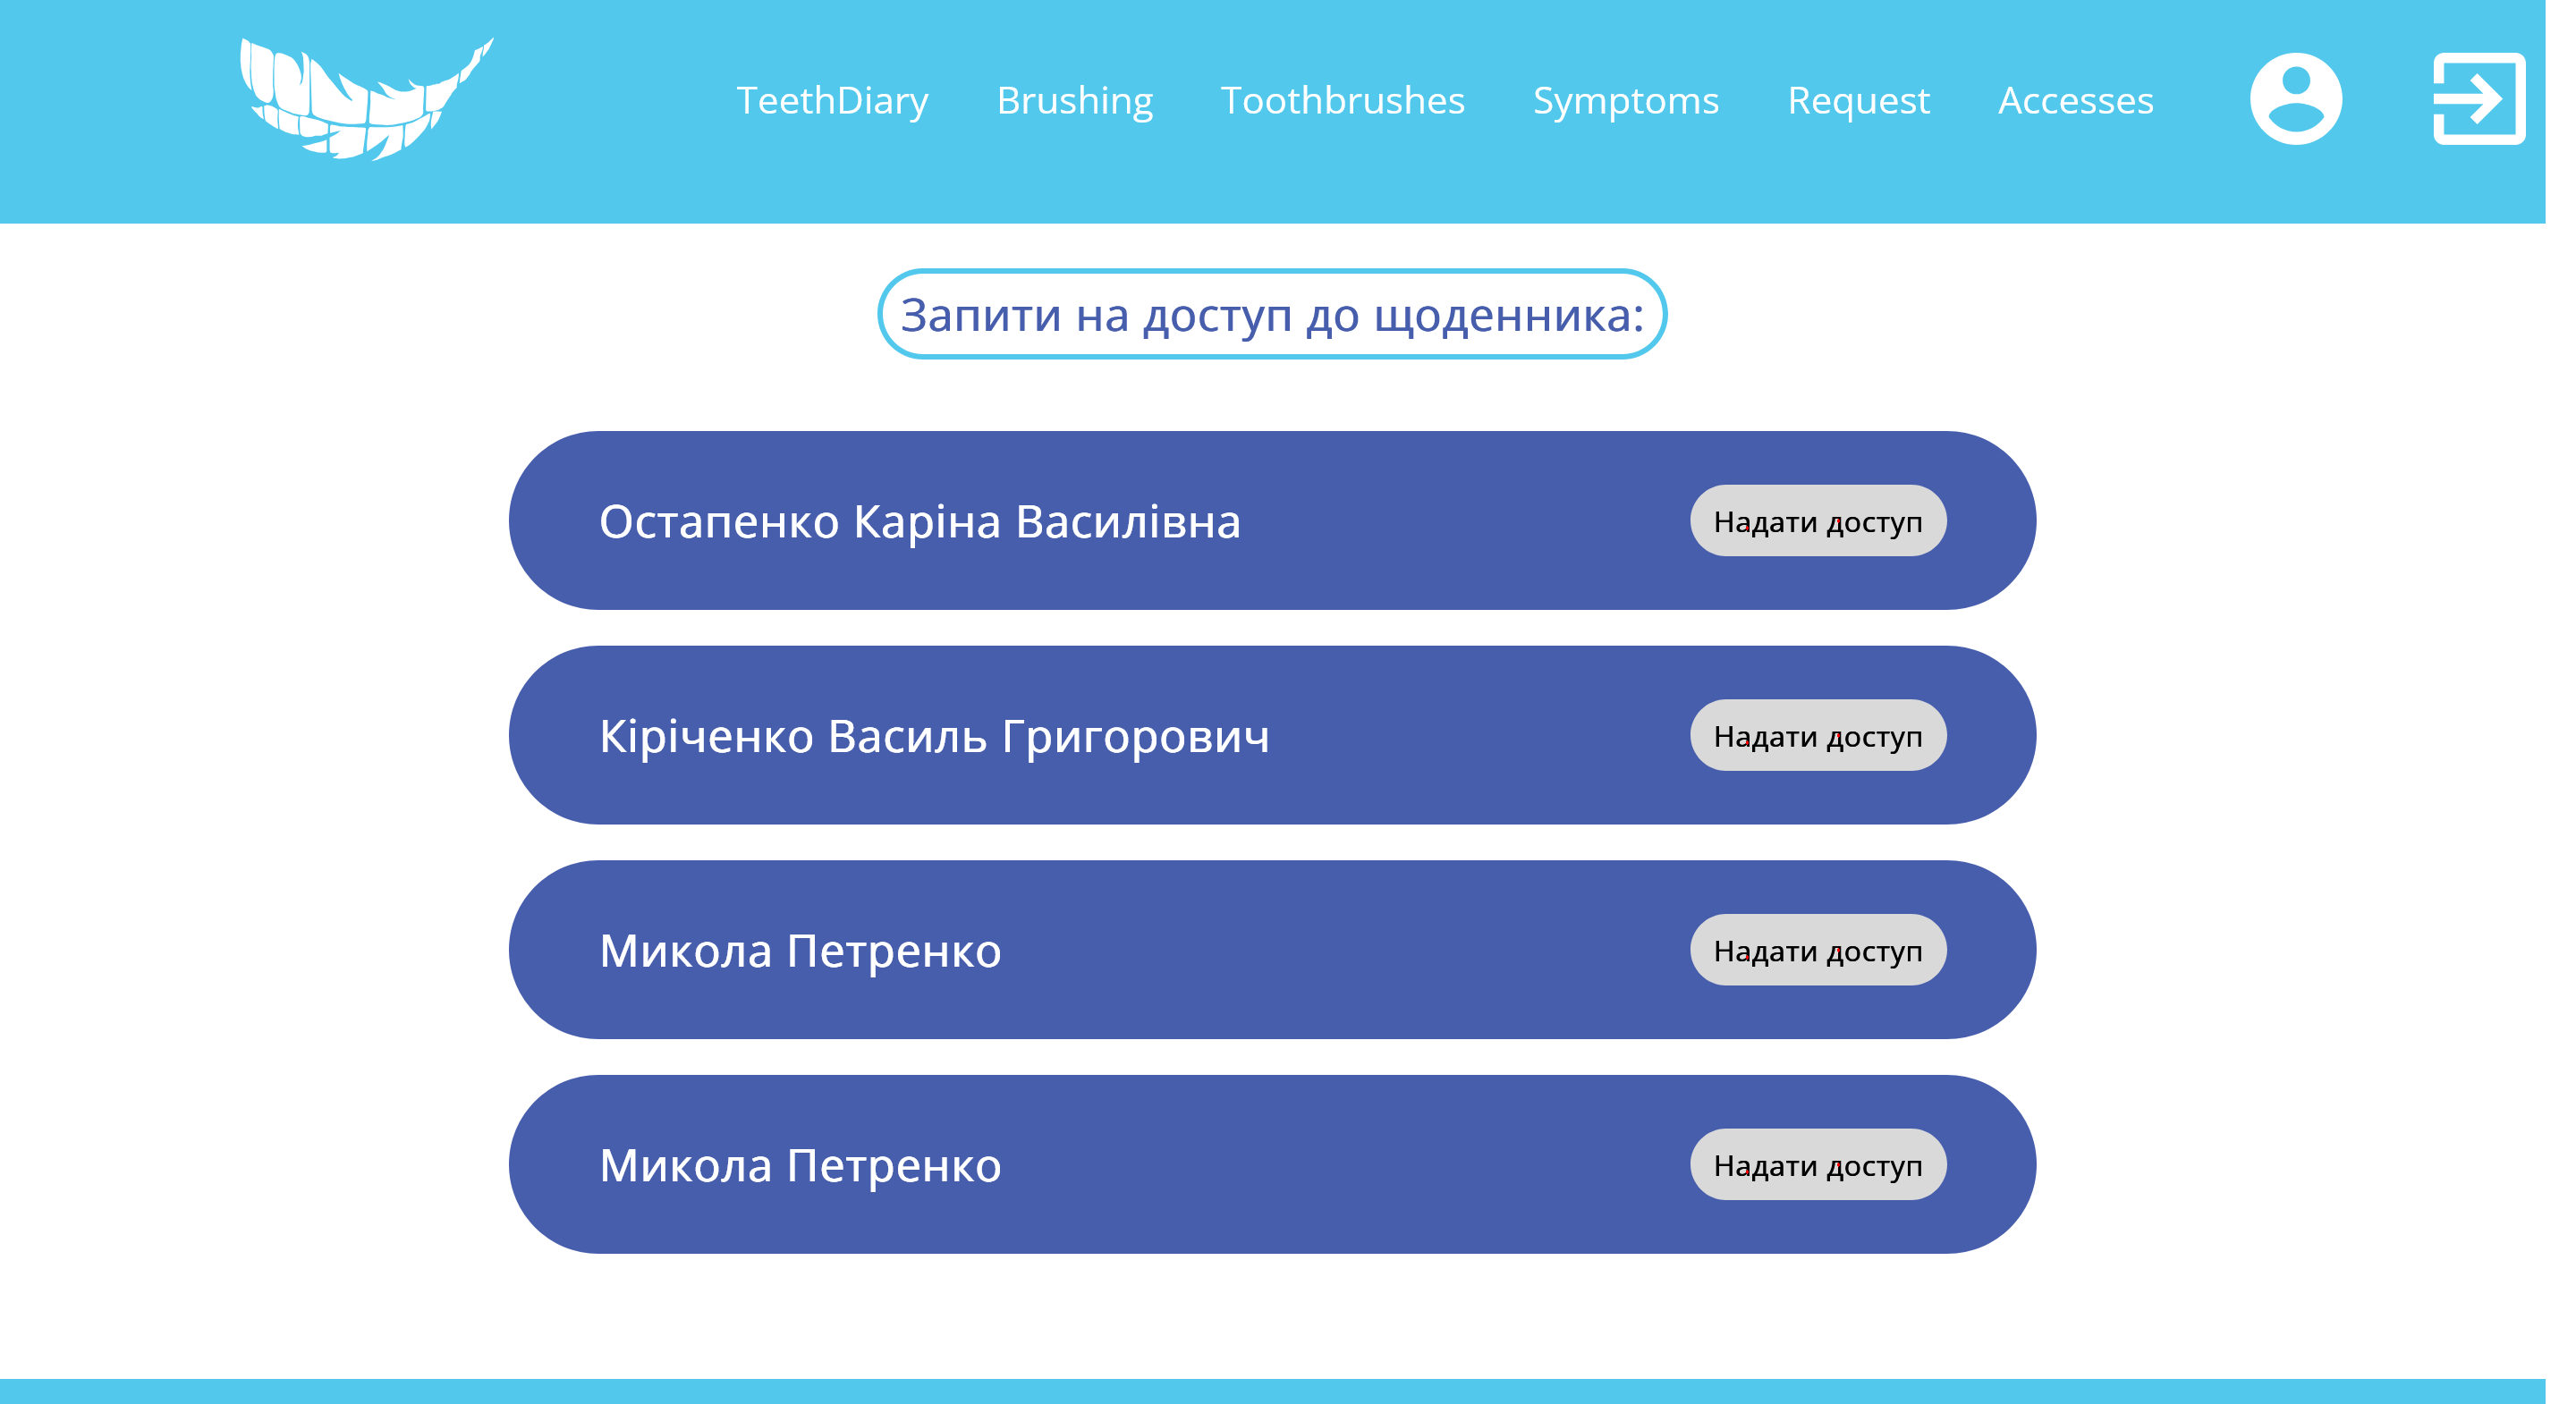 TeethDiary Brushing Toothbrushes Symptoms Request Accesses
Запити на доступ до щоденника:
Остапенко Каріна Василівна Надати доступ
Кіріченко Василь Григорович Надати доступ
Микола Петренко Надати доступ
Микола Петренко Надати доступ